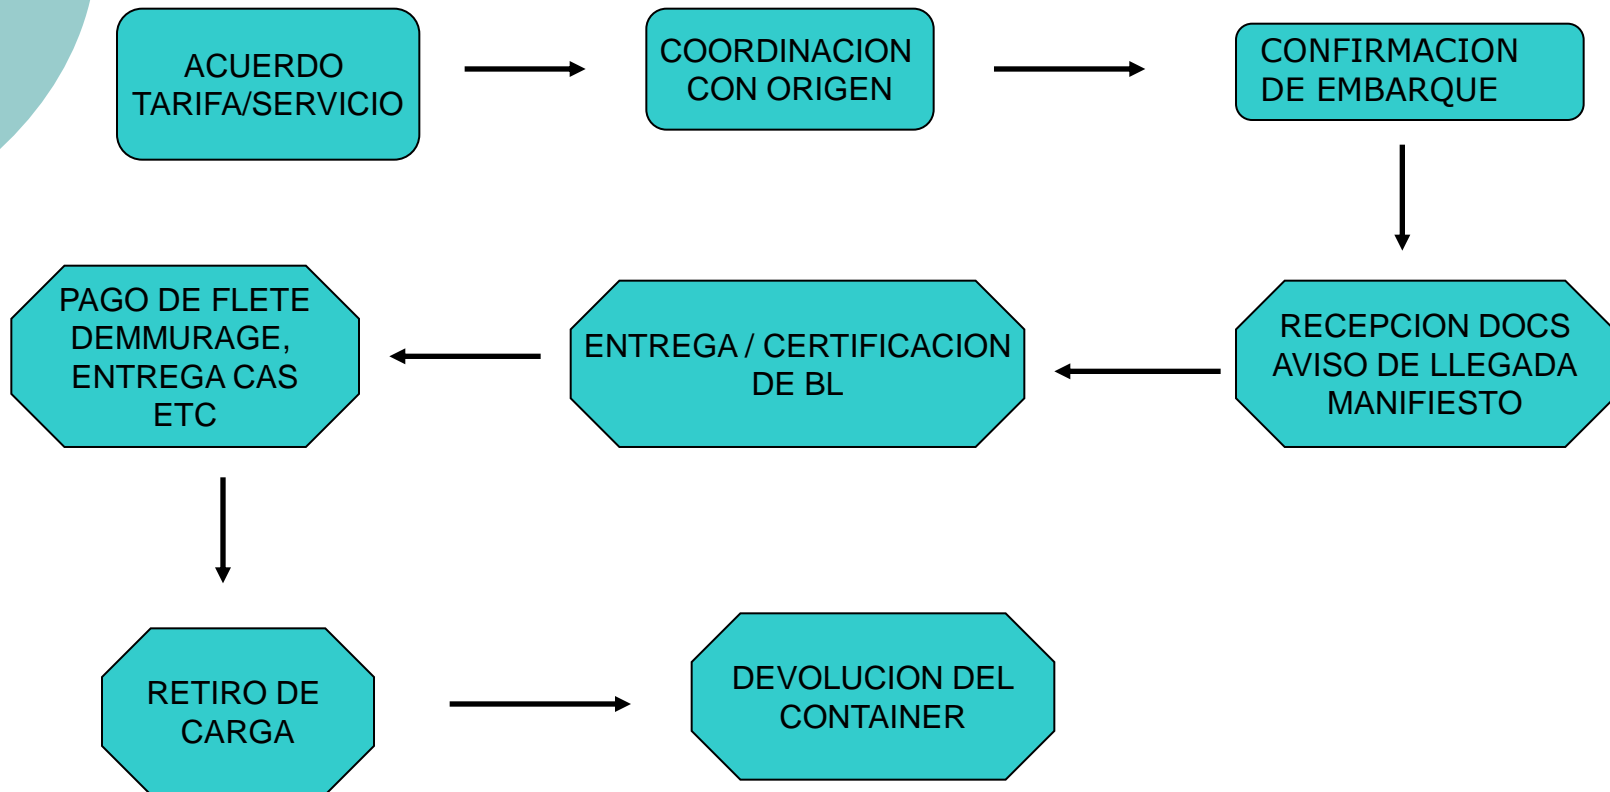 ACUERDO
TARIFA/SERVICIO
COORDINACION
CON ORIGEN
CONFIRMACION
DE EMBARQUE
RECEPCION DOCS
AVISO DE LLEGADA
MANIFIESTO
ENTREGA / CERTIFICACION
DE BL
PAGO DE FLETE
DEMMURAGE,
ENTREGA CAS
ETC
RETIRO DE
CARGA
DEVOLUCION DEL
CONTAINER